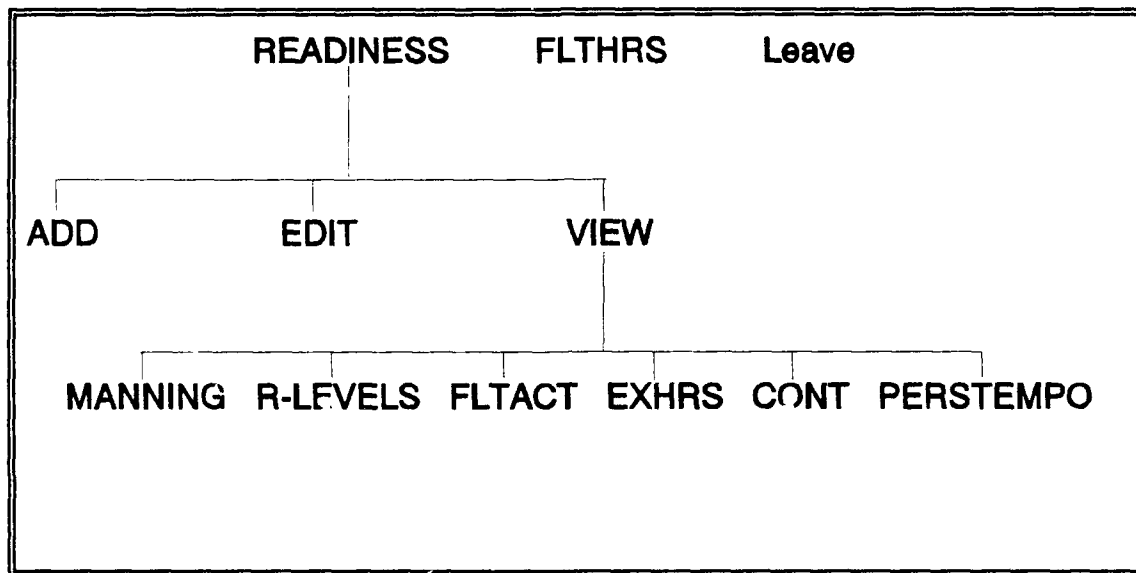 READINESS FLTHRS Leave
ADD EDIT VIEW
MANNING R-LEVELS FLTACT EXHRS CONT PERSTEMPO